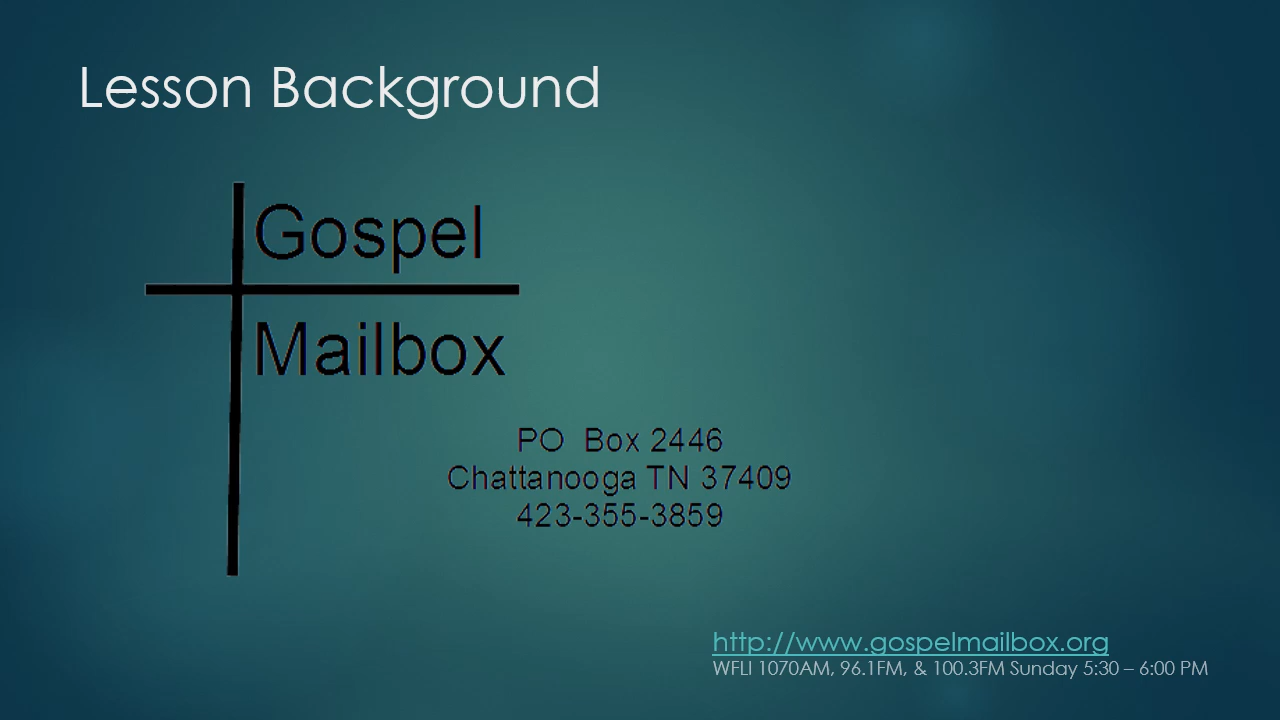 Lesson Background
Gospel
Mailbox
PO Box 2446
Chattanooga TN 37409
423-355-3859
http://www.gospelmailbox.org
WFLI 1070AM, 96.1FM, & 100.3FM Sunday 5:30 – 6:00 PM